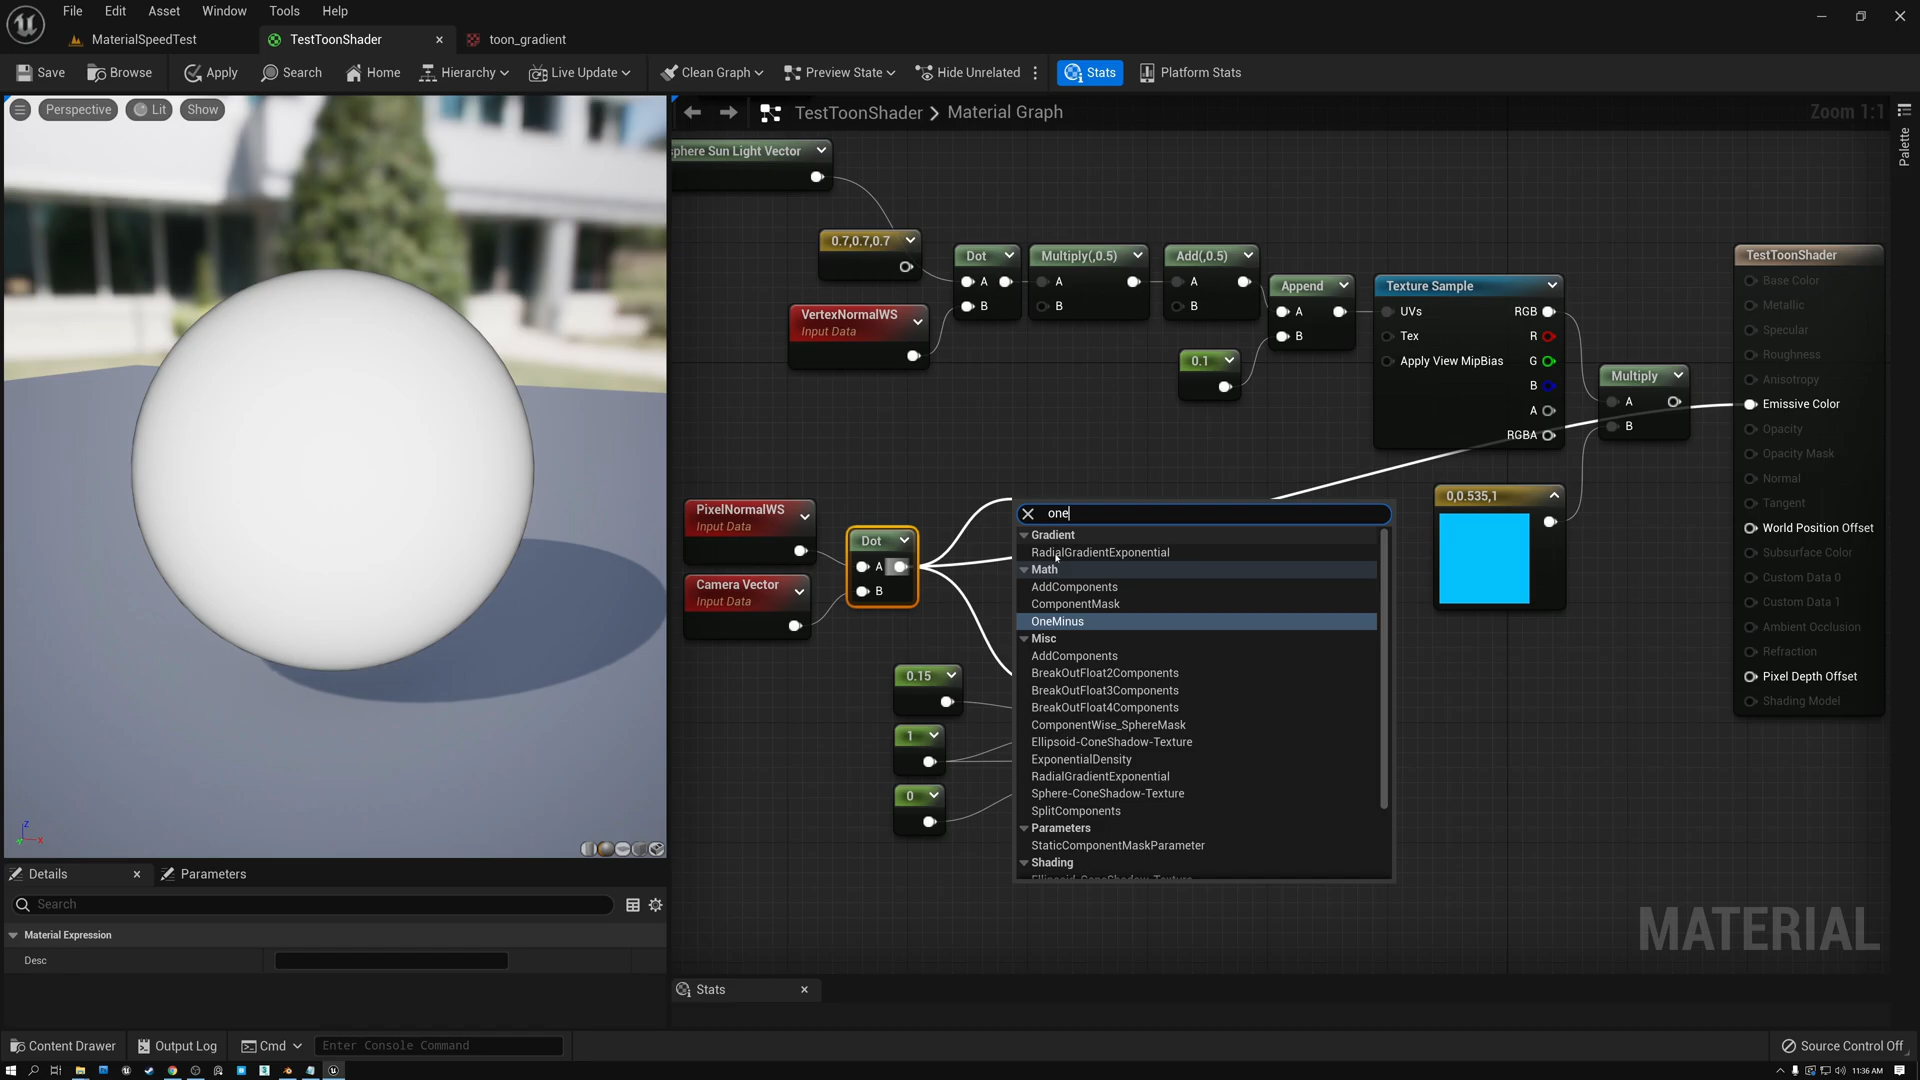 File Edit Asset Window Tools Help
MaterialSpeedTest
TestToonShader
toon_gradient
Save Browse Apply Search Home Hierarchy Live Update Clean Graph Preview State Hide Unrelated Stats Platform Stats
Perspective Lit Show
TestToonShader Material Graph
Zoom 1:1
Palette
sphere Sun Light Vector
0.7,0.7,0.7
Dot
A
B
Multiply(,0.5)
A
B
Add(,0.5)
A
B
VertexNormalWS
Input Data
Append
A
B
0.1
Texture Sample
UVs RGB
Tex R
Apply View MipBias G
B
A
RGBA
Multiply
A
B
TestToonShader
Base Color
Metallic
Specular
Roughness
Anisotropy
Emissive Color
Opacity
Opacity Mask
Normal
Tangent
World Position Offset
Subsurface Color
Custom Data 0
Custom Data 1
Ambient Occlusion
Refraction
Pixel Depth Offset
Shading Model
0,0.535,1
PixelNormalWS
Input Data
Camera Vector
Input Data
Dot
A
B
0.15
1
0
one
Gradient
RadialGradientExponential
Math
AddComponents
ComponentMask
OneMinus
Misc
AddComponents
BreakOutFloat2Components
BreakOutFloat3Components
BreakOutFloat4Components
ComponentWise_SphereMask
Ellipsoid-ConeShadow-Texture
ExponentialDensity
RadialGradientExponential
Sphere-ConeShadow-Texture
SplitComponents
Parameters
StaticComponentMaskParameter
Shading
Ellipsoid-ConeShadow-Texture
MATERIAL
Z
X
Details
Parameters
Search
Material Expression
Desc
Stats
Content Drawer Output Log Cmd Enter Console Command
Source Control Off
11:36 AM